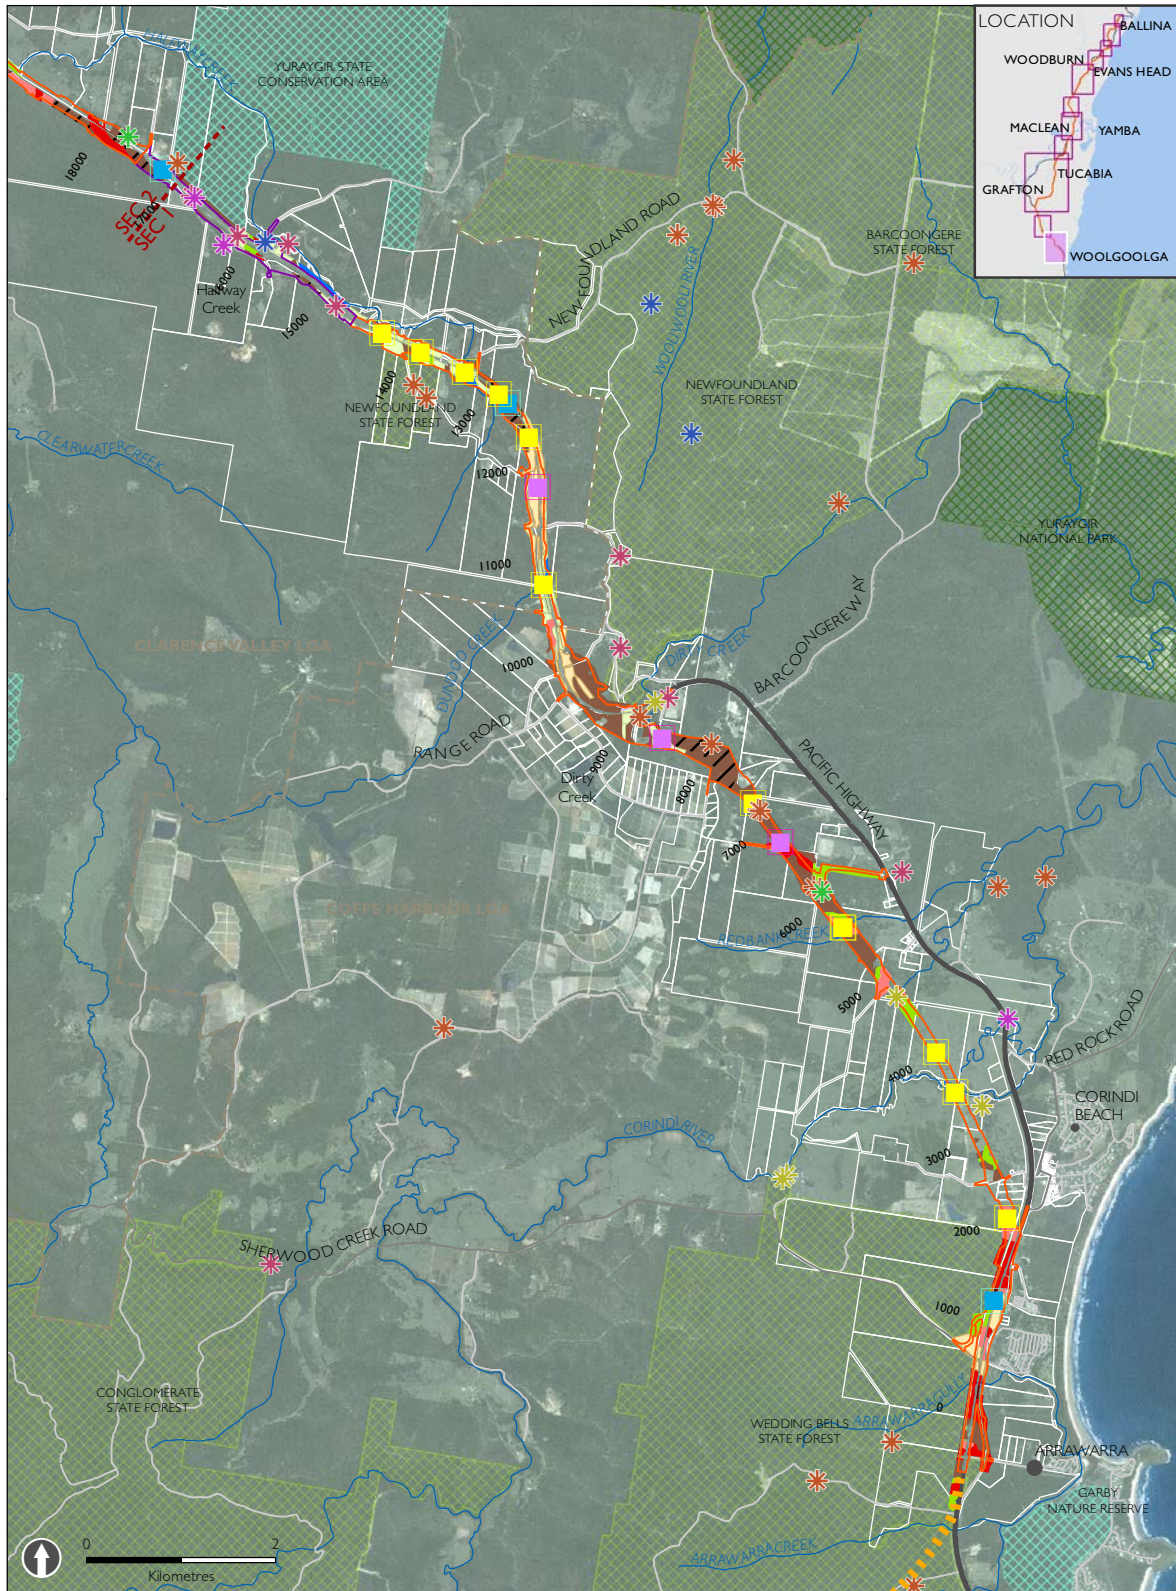 LOCATION
BALLINA
WOODBURN
EVANS HEAD
MACLEAN
YAMBA
TUCABIA
GRAFTON
WOOLGOOLGA
HALFWAY CREEK
YURAYGIR STATE
CONSERVATION AREA
18000
17000
SEC 2
SEC 1
16000
Halfway
Creek
15000
NEWFOUNDLAND ROAD
WOOLIWOOLI RIVER
BARCOONGERE
STATE FOREST
14000
NEWFOUNDLAND
STATE FOREST
13000
NEWFOUNDLAND
STATE FOREST
CLEARWATER CREEK
12000
YURAYGIR
NATIONAL PARK
11000
CLARENCE VALLEY LGA
DUNDOO CREEK
10000
DIRTY CREEK
BARCOONGERE WAY
RANGE ROAD
9000
Dirty
Creek
8000
PACIFIC HIGHWAY
7000
COFFS HARBOUR LGA
6000
REDBANK CREEK
5000
RED ROCK ROAD
4000
CORINDI
BEACH
CORINDI RIVER
3000
SHERWOOD CREEK ROAD
2000
1000
CONGLOMERATE
STATE FOREST
0
ARRAWARRA GULLY
WEDDING BELLS
STATE FOREST
ARRAWARRA
GARBY
NATURE RESERVE
ARRAWARRA CREEK
0 2
Kilometres